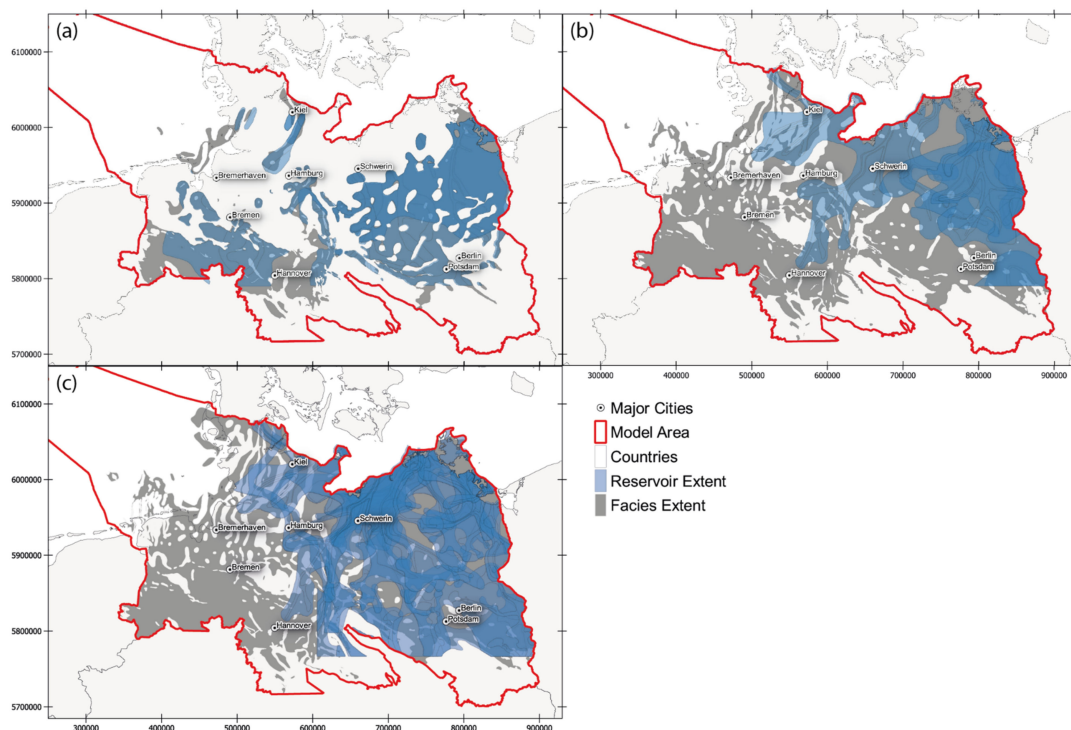 (a)
6100000
6000000
5900000
5800000
5700000
Kiel
Schwerin
Bremerhaven
Hamburg
Bremen
Berlin
Potsdam
Hannover
(b)
Kiel
Schwerin
Bremerhaven
Hamburg
Bremen
Berlin
Potsdam
Hannover
300000 400000 500000 600000 700000 800000 900000
(c)
6100000
6000000
5900000
5800000
5700000
Kiel
Schwerin
Bremerhaven
Hamburg
Bremen
Berlin
Potsdam
Hannover
300000 400000 500000 600000 700000 800000 900000
Major Cities
Model Area
Countries
Reservoir Extent
Facies Extent